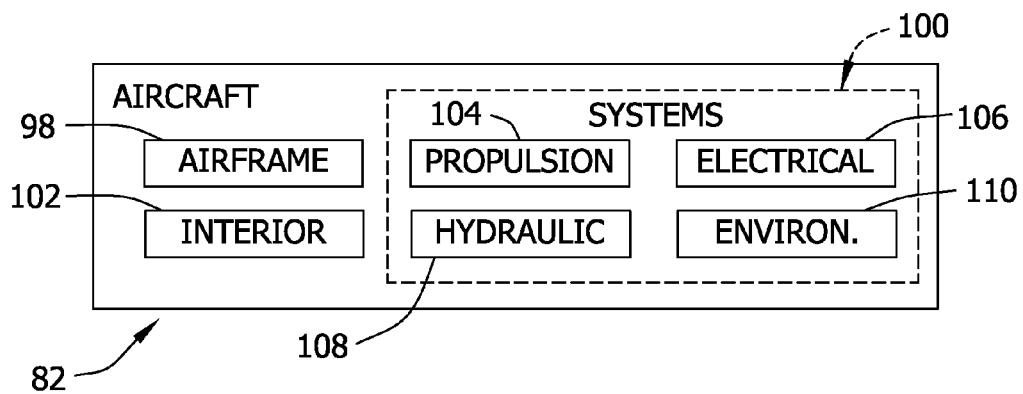 100
AIRCRAFT
SYSTEMS
98
104
106
AIRFRAME
PROPULSION
ELECTRICAL
102
110
INTERIOR
HYDRAULIC
ENVIRON.
108
82